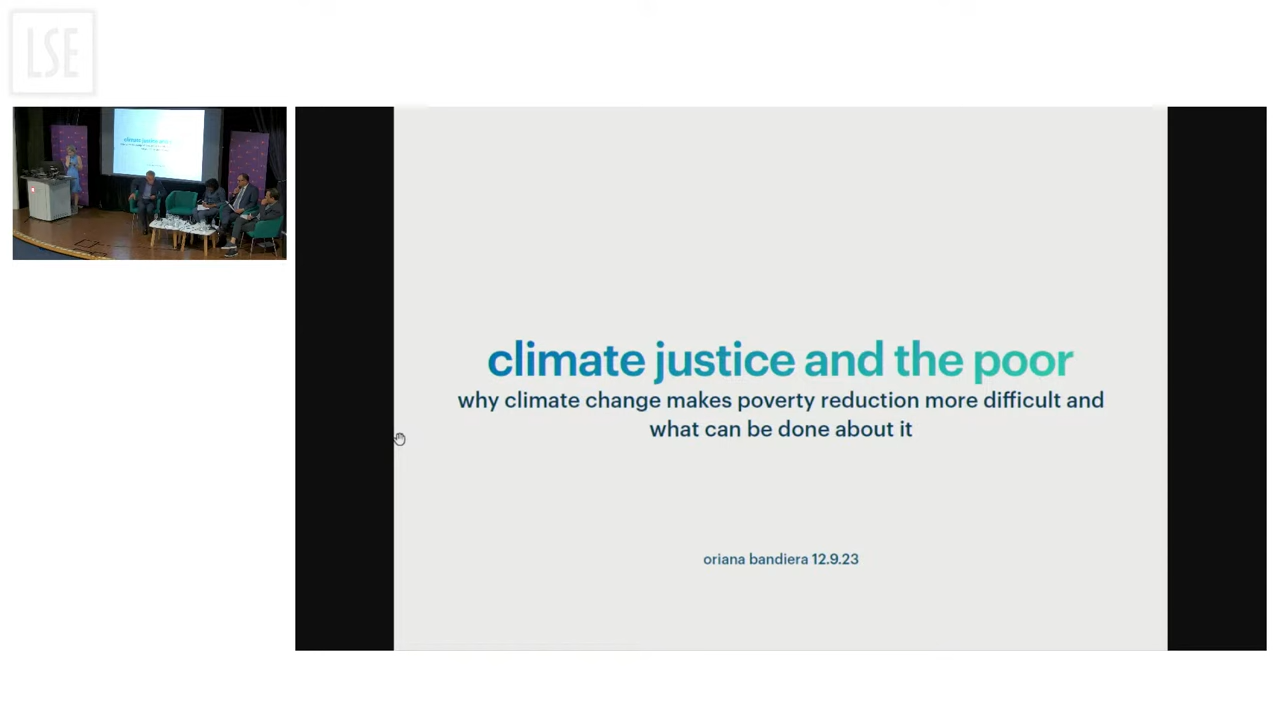 LSE
climate justice and the poor
why climate change makes poverty reduction more difficult and
what can be done about it
oriana bandiera 12.9.23